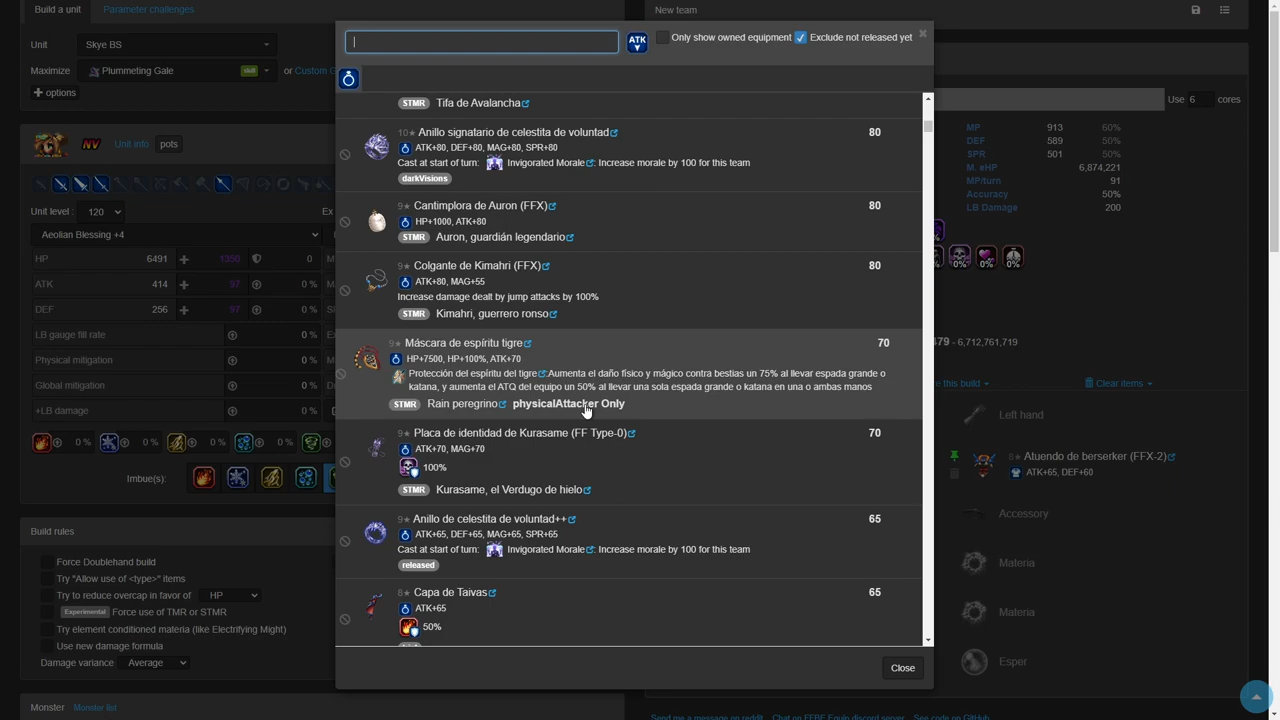 Build a unit
Parameter challenges
Unit
Skye BS
Maximize
Plummeting Gale
skill
or Custom G
+ options
NV
Unit info
pots
Unit level :
120
Ex
Aeolian Blessing +4
HP
6491
1350
0
ATK
414
97
0 %
DEF
256
97
0 %
LB gauge fill rate
0 %
Physical mitigation
0 %
Global mitigation
0 %
+LB damage
0 %
0 %
0 %
0 %
0 %
Imbue(s):
Build rules
Force Doublehand build
Try "Allow use of <type>" items
Try to reduce overcap in favor of
HP
Experimental
Force use of TMR or STMR
Try element conditioned materia (like Electrifying Might)
Use new damage formula
Damage variance
Average
Monster
Monster list
ATK
Only show owned equipment
Exclude not released yet
STMR
Tifa de Avalancha
10★ Anillo signatario de celestita de voluntad
80
ATK+80, DEF+80, MAG+80, SPR+80
Cast at start of turn: Invigorated Morale: Increase morale by 100 for this team
darkVisions
9★ Cantimplora de Auron (FFX)
80
HP+1000, ATK+80
STMR Auron, guardián legendario
9★ Colgante de Kimahri (FFX)
80
ATK+80, MAG+55
Increase damage dealt by jump attacks by 100%
STMR Kimahri, guerrero ronso
9★ Máscara de espíritu tigre
70
HP+7500, HP+100%, ATK+70
Protección del espíritu del tigre:Aumenta el daño físico y mágico contra bestias un 75% al llevar espada grande o
katana, y aumenta el ATQ del equipo un 50% al llevar una sola espada grande o katana en una o ambas manos
STMR Rain peregrino physicalAttacker Only
9★ Placa de identidad de Kurasame (FF Type-0)
70
ATK+70, MAG+70
100%
STMR Kurasame, el Verdugo de hielo
9★ Anillo de celestita de voluntad++
65
ATK+65, DEF+65, MAG+65, SPR+65
Cast at start of turn: Invigorated Morale: Increase morale by 100 for this team
released
8★ Capa de Taivas
65
ATK+65
50%
Close
New team
Use
6
cores
MP
913
60%
DEF
589
50%
SPR
501
50%
M. eHP
6,874,221
MP/turn
91
Accuracy
50%
LB Damage
200
0%
0%
0%
479 - 6,712,761,719
e this build
Clear items
Left hand
8★ Atuendo de berserker (FFX-2)
ATK+65, DEF+60
Accessory
Materia
Materia
Esper
Send me a message on reddit
Chat on FFBE Equip discord server
See code on GitHub